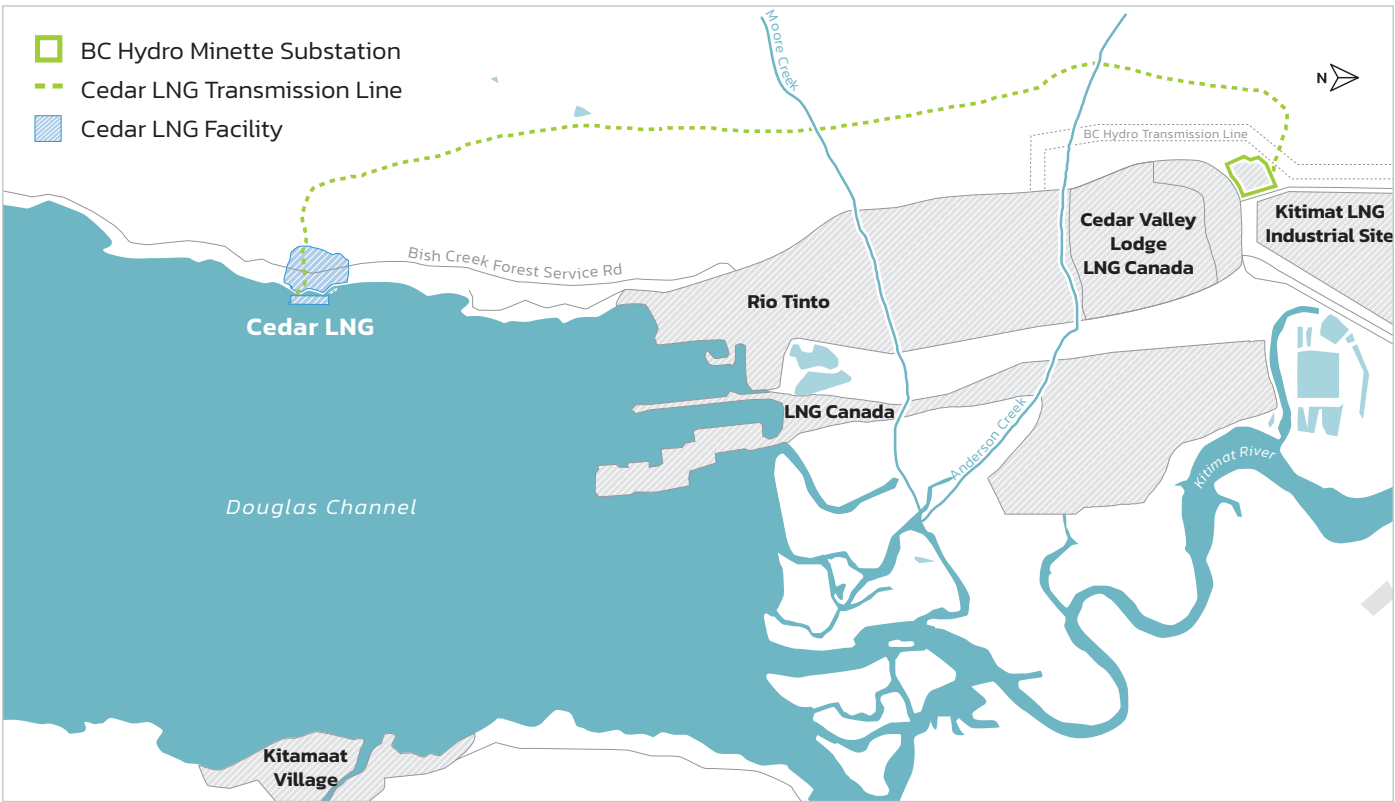 BC Hydro Minette Substation
Cedar LNG Transmission Line
Cedar LNG Facility
Moore Creek
N
BC Hydro Transmission Line
Cedar Valley
Lodge
LNG Canada
Kitimat LNG
Industrial Site
Bish Creek Forest Service Rd
Rio Tinto
Cedar LNG
LNG Canada
Anderson Creek
Kitimat River
Douglas Channel
Kitamaat
Village